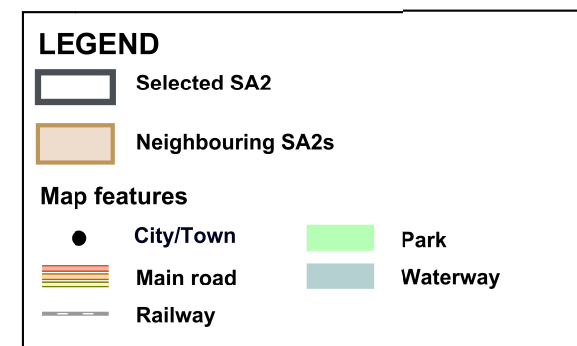 LEGEND
Selected SA2
Neighbouring SA2s
Map features
City/Town
Park
Main road
Waterway
Railway